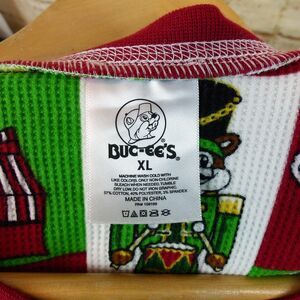 BUC-EE'S®
XL
MACHINE WASH COLD WITH
LIKE COLORS. ONLY NON-CHLORINE
BLEACH WHEN NEEDED. TUMBLE
DRY LOW. DO NOT IRON GRAPHIC.
57% COTTON, 40% POLYESTER, 3% SPANDEX
MADE IN CHINA